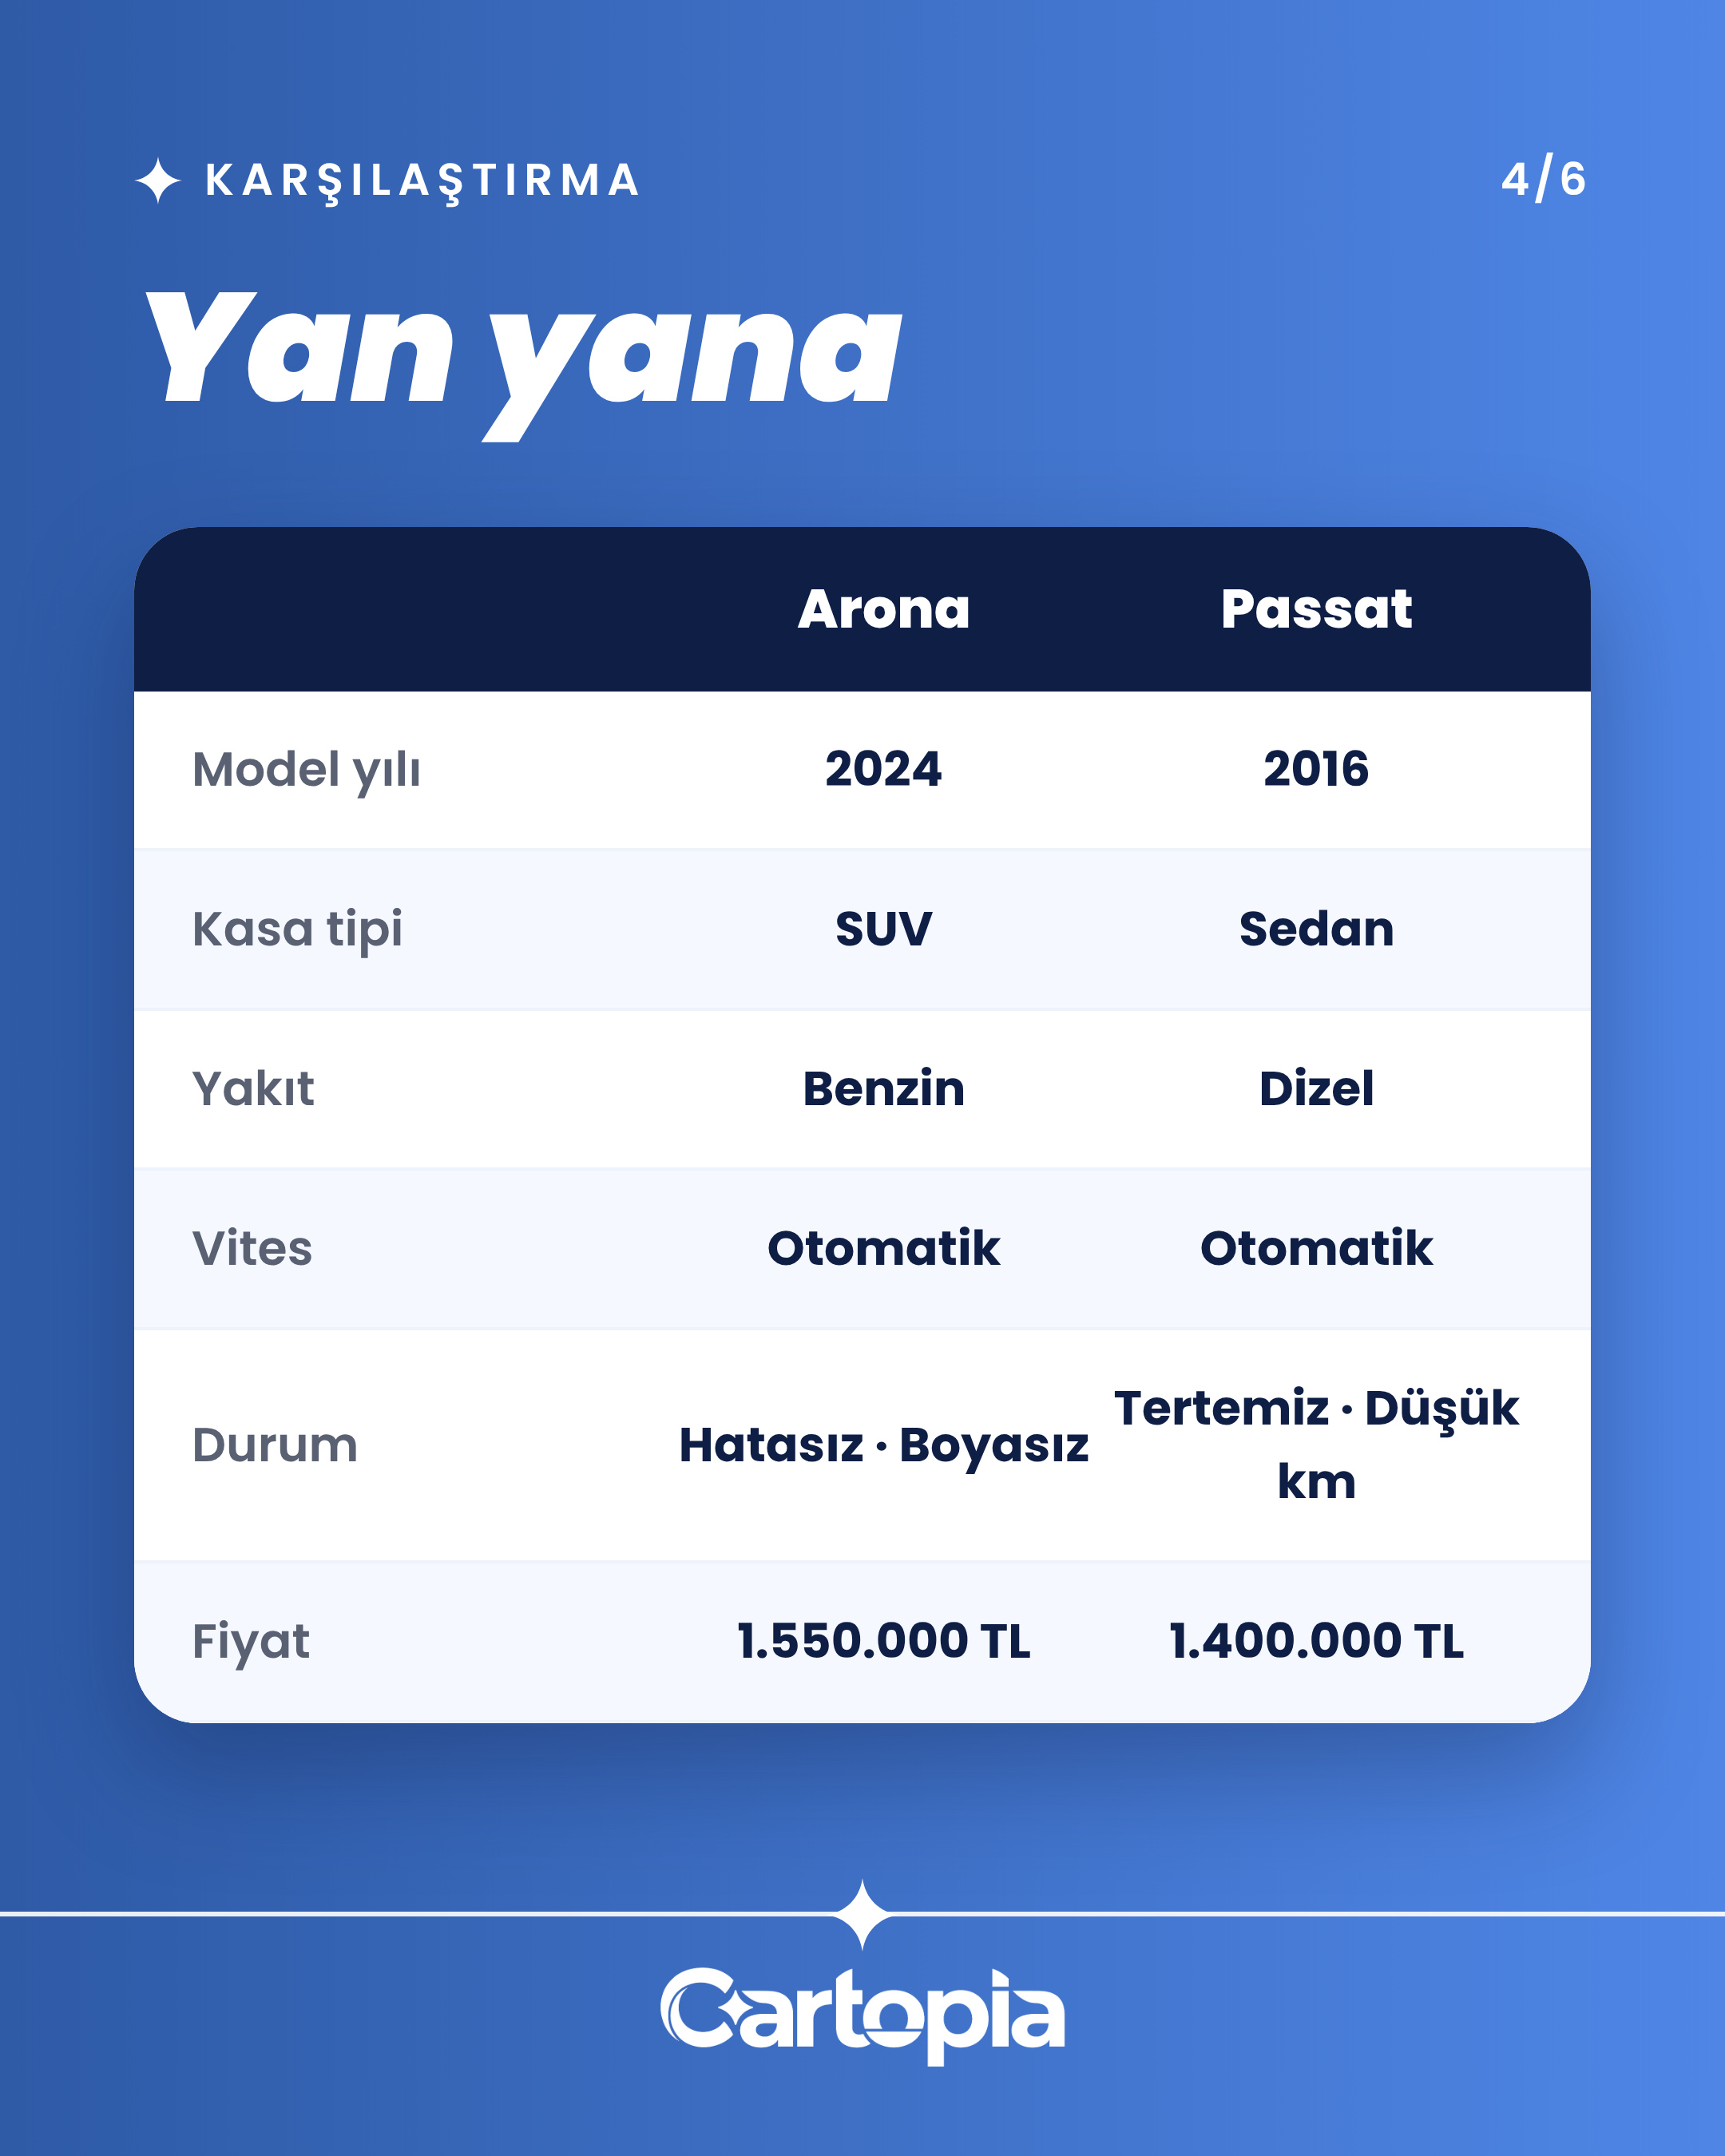 KARŞILAŞTIRMA 4/6
Yan yana
Arona Passat
Model yılı 2024 2016
Kasa tipi SUV Sedan
Yakıt Benzin Dizel
Vites Otomatik Otomatik
Durum Hatasız · Boyasız Tertemiz · Düşük
km
Fiyat 1.550.000 TL 1.400.000 TL
Cartopia